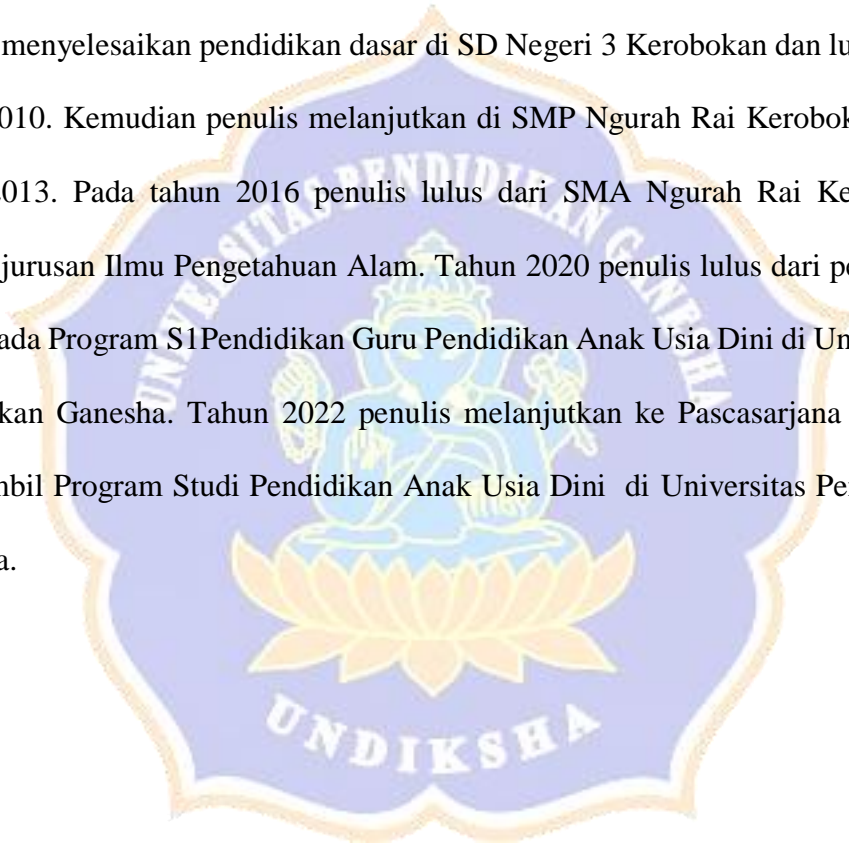 menyelesaikan pendidikan dasar di SD Negeri 3 Kerobokan dan lu
010. Kemudian penulis melanjutkan di SMP Ngurah Rai Kerobok
013. Pada tahun 2016 penulis lulus dari SMA Ngurah Rai Ke
jurusan Ilmu Pengetahuan Alam. Tahun 2020 penulis lulus dari pe
ada Program S1Pendidikan Guru Pendidikan Anak Usia Dini di Un
kan Ganesha. Tahun 2022 penulis melanjutkan ke Pascasarjana
bil Program Studi Pendidikan Anak Usia Dini di Universitas Pe
a.
UNIVERSITAS PENDIDIKAN GANESHA
UNDIKSHA